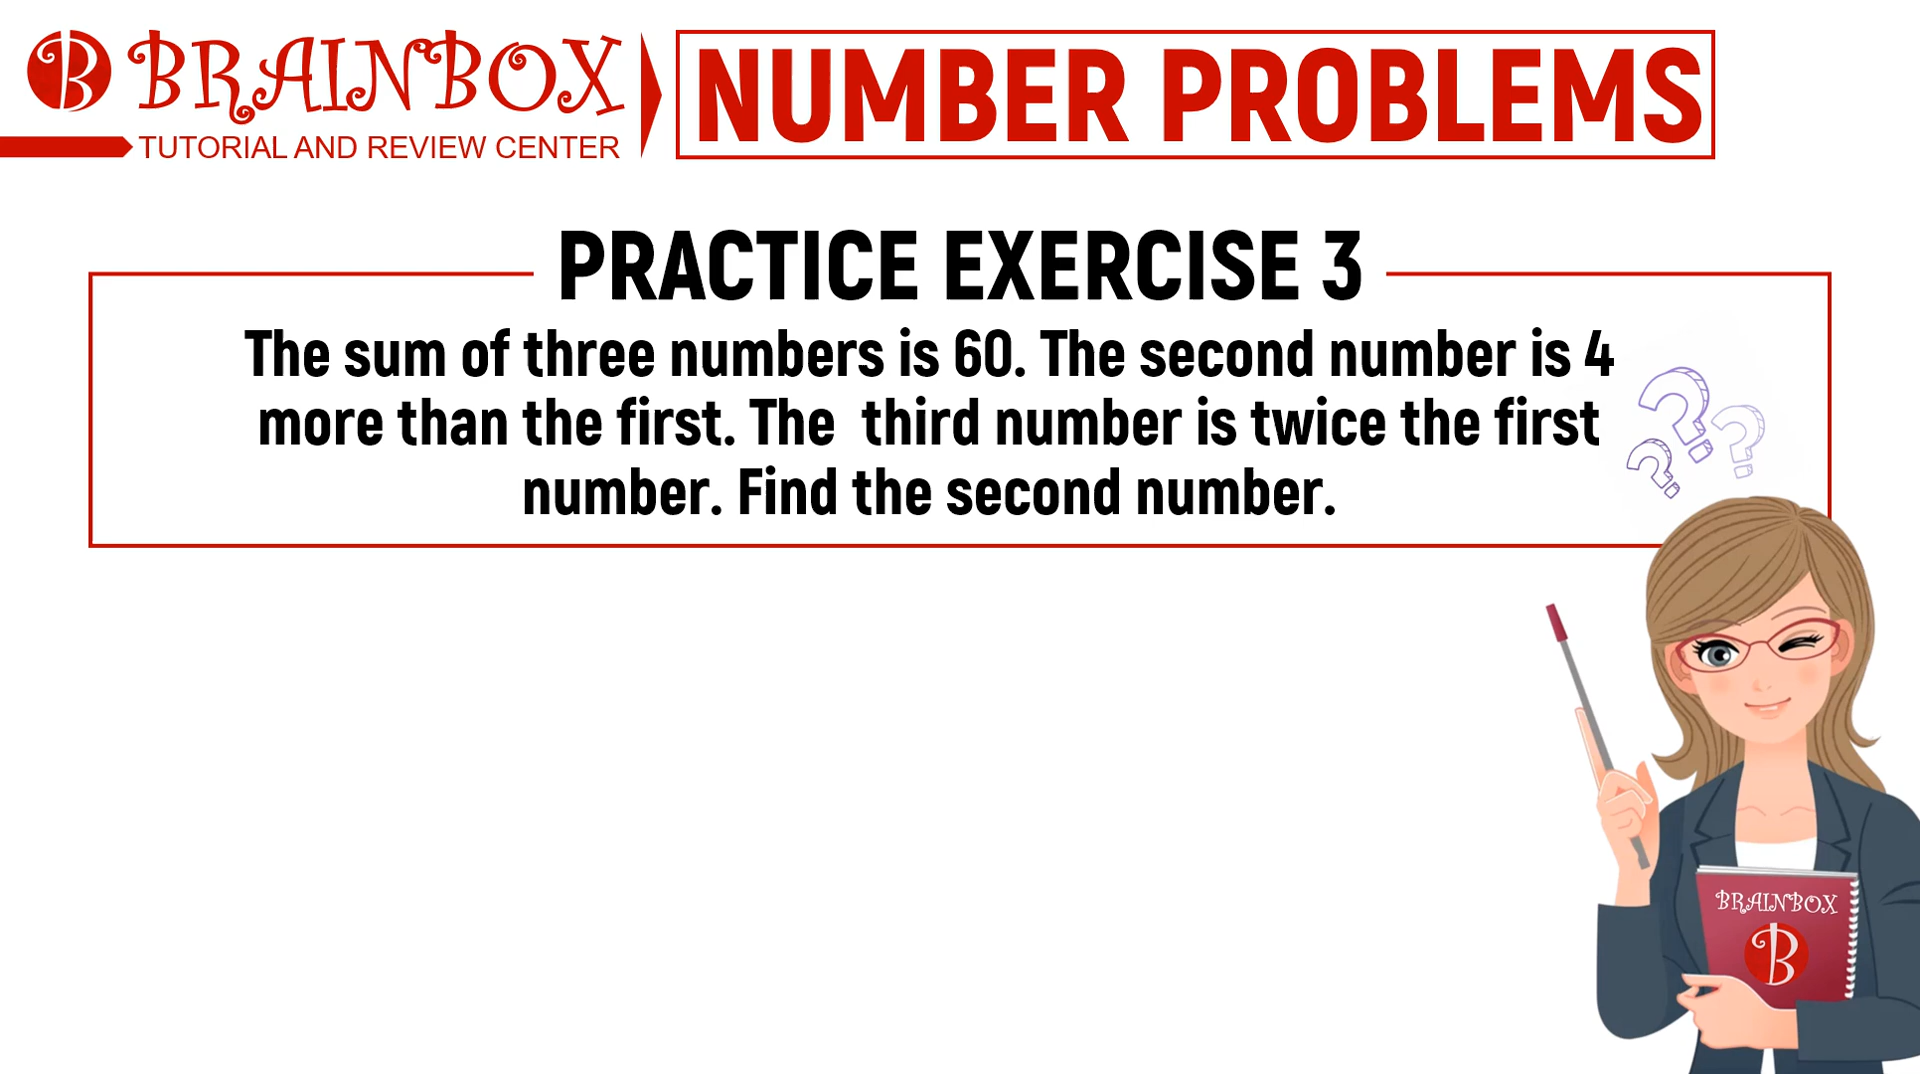 B BRAINBOX
TUTORIAL AND REVIEW CENTER
NUMBER PROBLEMS
PRACTICE EXERCISE 3
The sum of three numbers is 60. The second number is 4
more than the first. The  third number is twice the first
number. Find the second number.
? ? ?
BRAINBOX
B